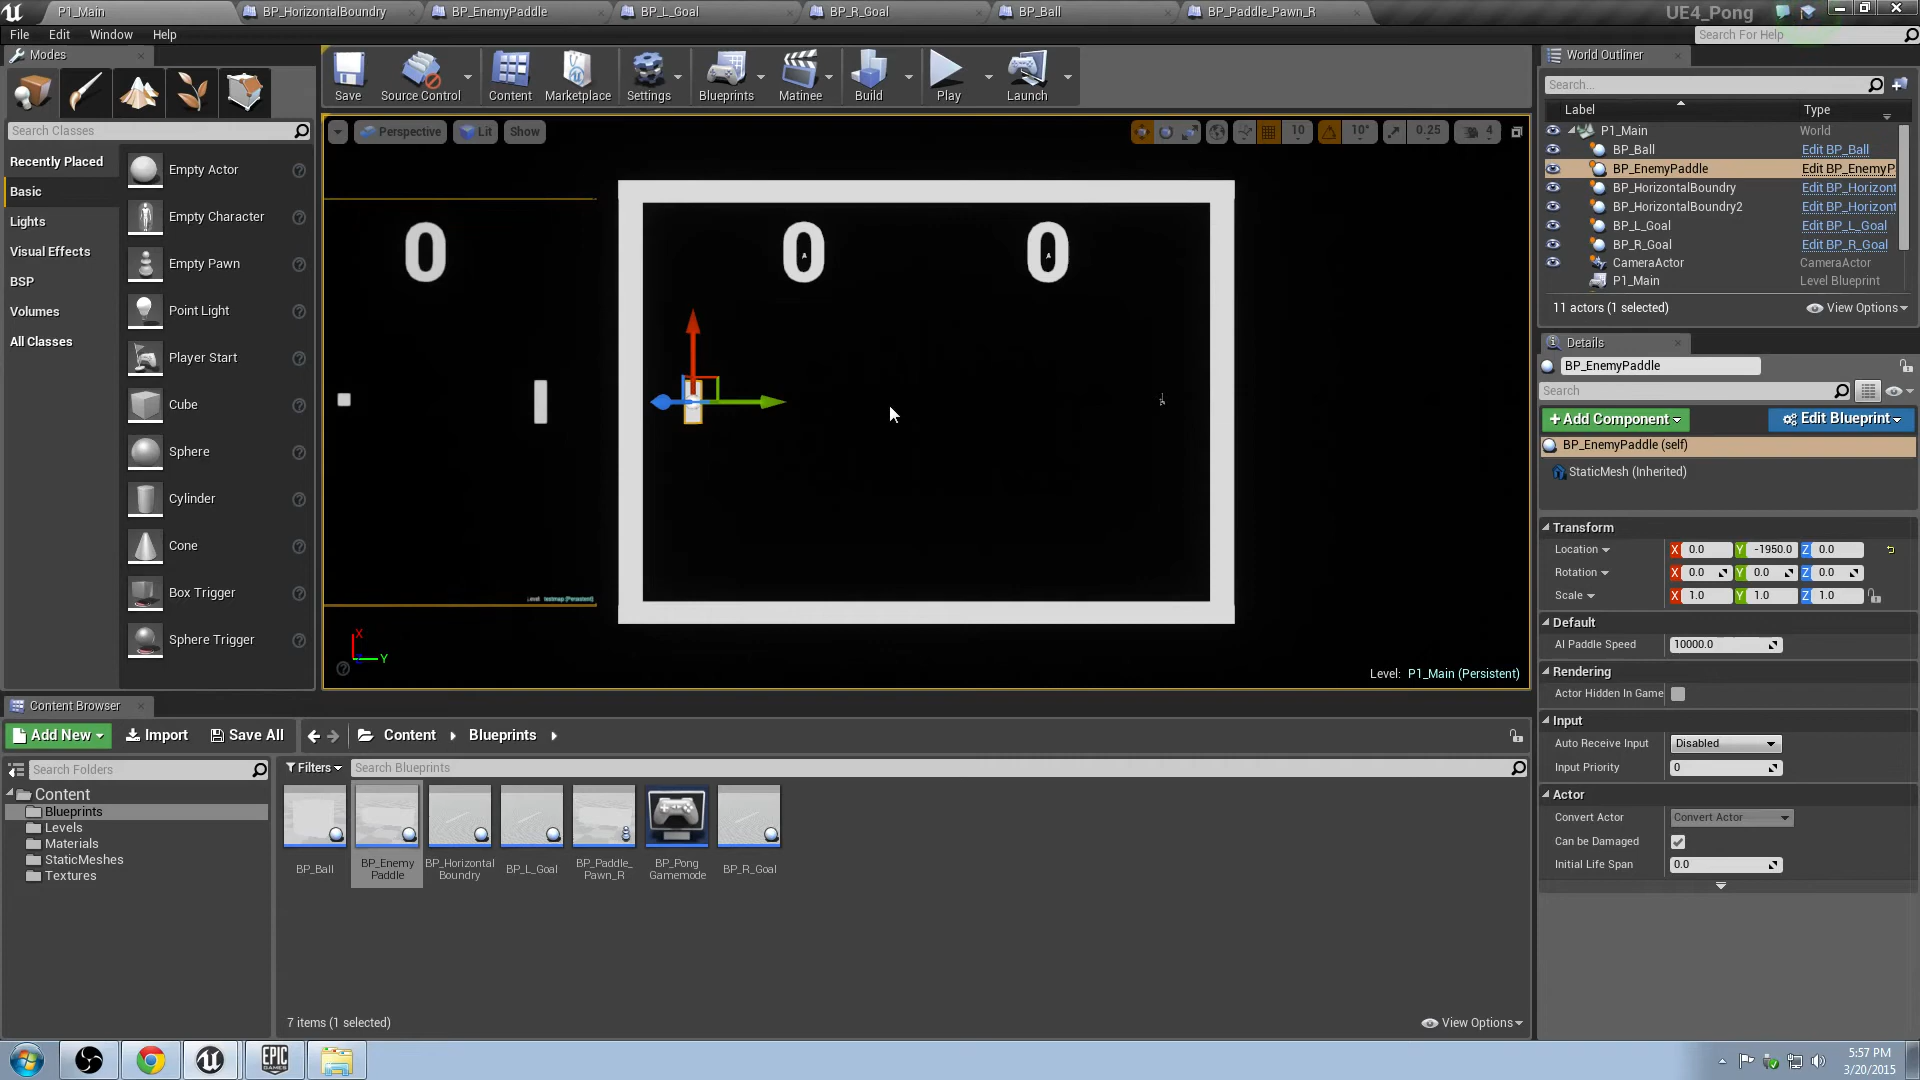 P1_Main
BP_HorizontalBoundry
BP_EnemyPaddle
BP_L_Goal
BP_R_Goal
BP_Ball
BP_Paddle_Pawn_R
UE4_Pong
File
Edit
Window
Help
Search For Help
Modes
Search Classes
Recently Placed
Basic
Lights
Visual Effects
BSP
Volumes
All Classes
Empty Actor
Empty Character
Empty Pawn
Point Light
Player Start
Cube
Sphere
Cylinder
Cone
Box Trigger
Sphere Trigger
Save
Source Control
Content
Marketplace
Settings
Blueprints
Matinee
Build
Play
Launch
Perspective
Lit
Show
10
10°
0.25
4
0
0
0
X
Y
Level: testmap (Persistent)
Level: P1_Main (Persistent)
World Outliner
Search...
Label
Type
P1_Main
World
BP_Ball
Edit BP_Ball
BP_EnemyPaddle
Edit BP_EnemyP
BP_HorizontalBoundry
Edit BP_Horizont
BP_HorizontalBoundry2
Edit BP_Horizont
BP_L_Goal
Edit BP_L_Goal
BP_R_Goal
Edit BP_R_Goal
CameraActor
CameraActor
P1_Main
Level Blueprint
11 actors (1 selected)
View Options
Details
BP_EnemyPaddle
Search
+Add Component
Edit Blueprint
BP_EnemyPaddle (self)
StaticMesh (Inherited)
Transform
Location
X 0.0 Y -1950.0 Z 0.0
Rotation
X 0.0 Y 0.0 Z 0.0
Scale
X 1.0 Y 1.0 Z 1.0
Default
AI Paddle Speed
10000.0
Rendering
Actor Hidden In Game
Input
Auto Receive Input
Disabled
Input Priority
0
Actor
Convert Actor
Convert Actor
Can be Damaged
Initial Life Span
0.0
Content Browser
Add New
Import
Save All
Content
Blueprints
Search Folders
Filters
Search Blueprints
Content
Blueprints
Levels
Materials
StaticMeshes
Textures
BP_Ball
BP_Enemy
Paddle
BP_Horizontal
Boundry
BP_L_Goal
BP_Paddle_
Pawn_R
BP_Pong
Gamemode
BP_R_Goal
7 items (1 selected)
View Options
EPIC
GAMES
5:57 PM
3/20/2015